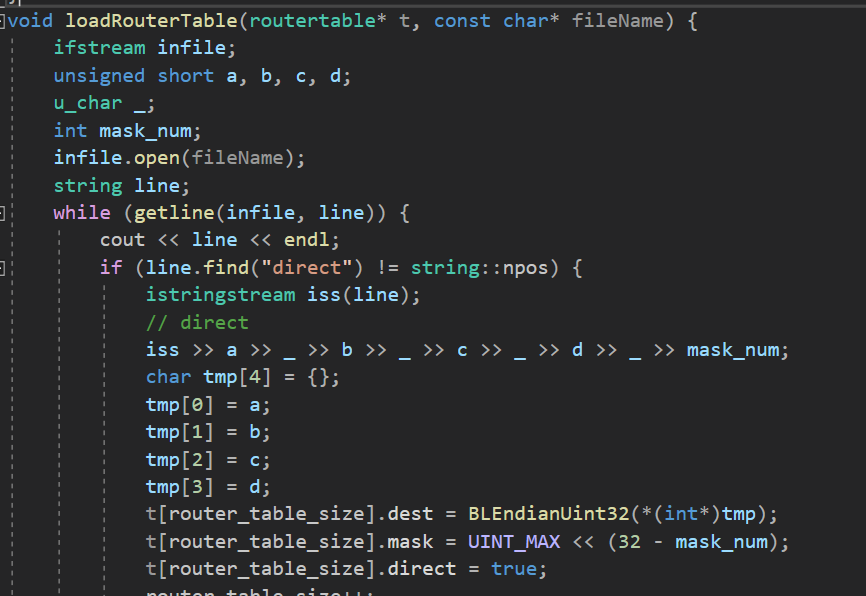 void loadRouterTable(routertable* t, const char* fileName) {
ifstream infile;
unsigned short a, b, c, d;
u_char _;
int mask_num;
infile.open(fileName);
string line;
while (getline(infile, line)) {
cout << line << endl;
if (line.find("direct") != string::npos) {
istringstream iss(line);
// direct
iss >> a >> _ >> b >> _ >> c >> _ >> d >> _ >> mask_num;
char tmp[4] = {};
tmp[0] = a;
tmp[1] = b;
tmp[2] = c;
tmp[3] = d;
t[router_table_size].dest = BLEndianUint32(*(int*)tmp);
t[router_table_size].mask = UINT_MAX << (32 - mask_num);
t[router_table_size].direct = true;
router_table_size++;